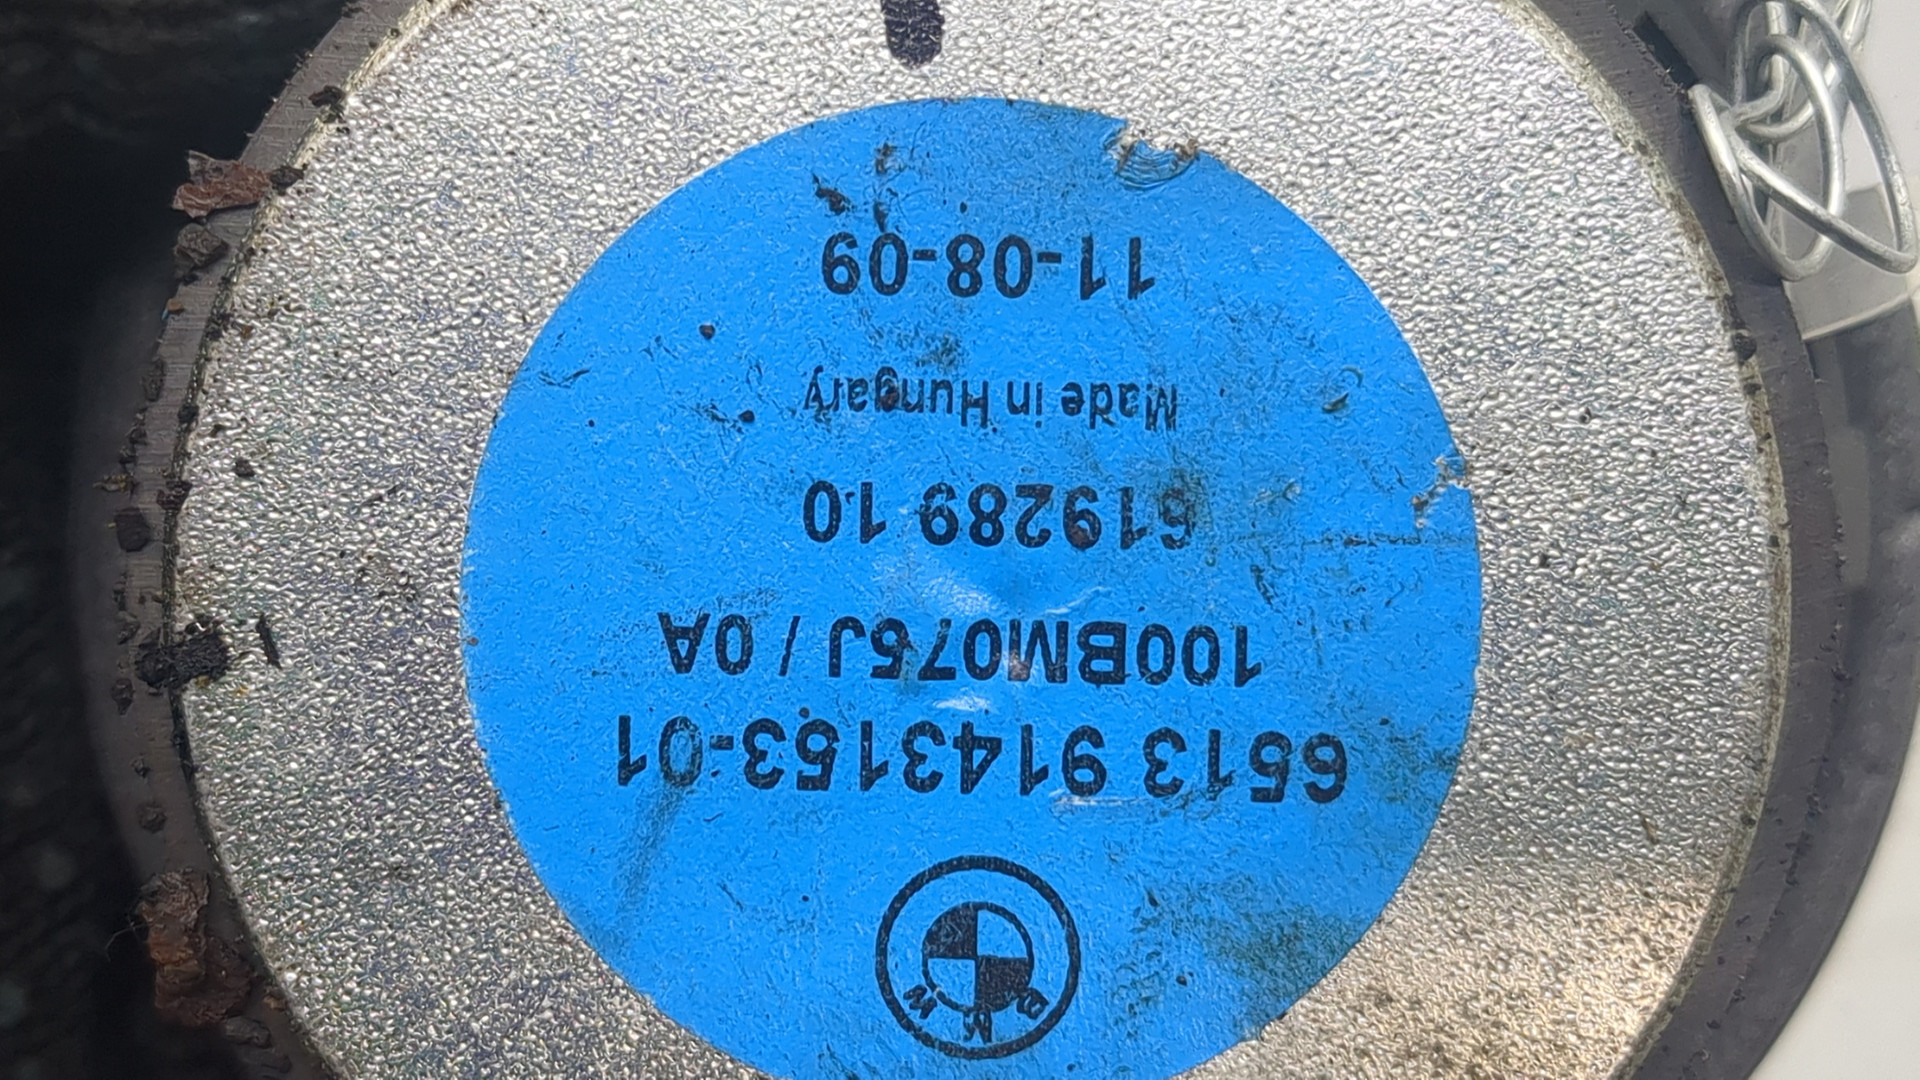 BMW
6513 9143153-01
100BM075J / 0A
619289 10
Made in Hungary
11-08-09